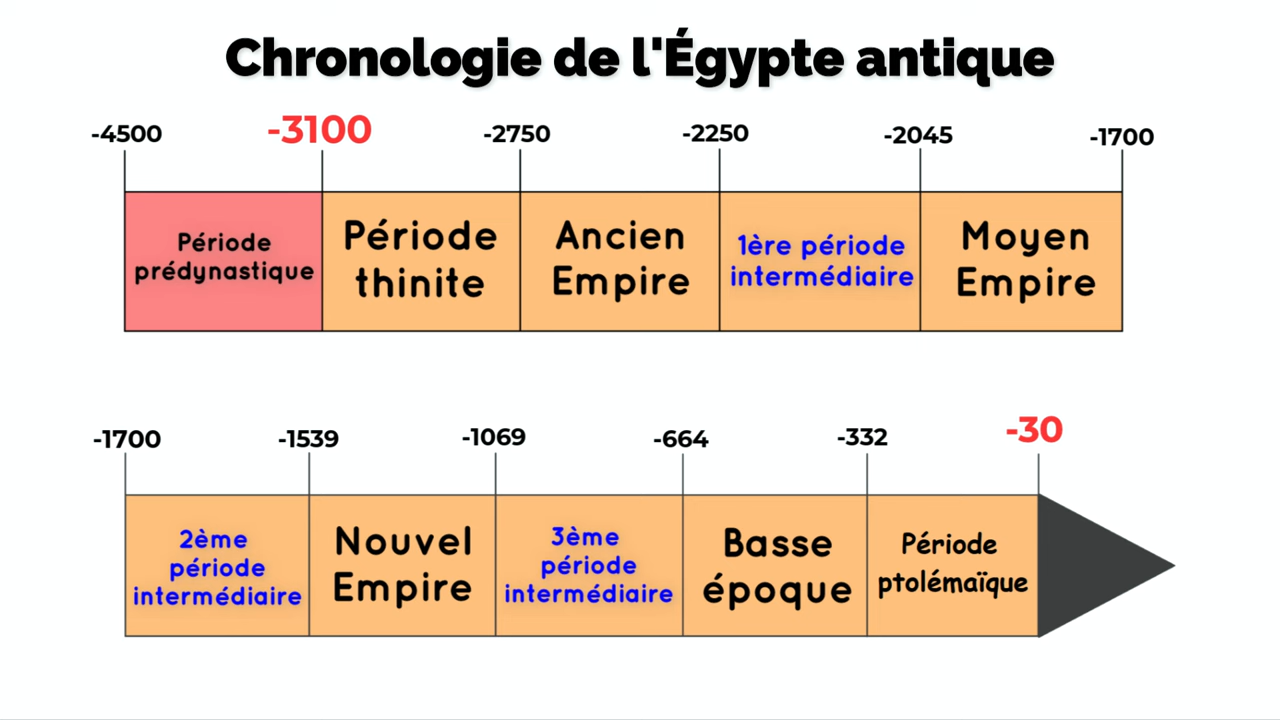 Chronologie de l'Égypte antique
-4500
-3100
-2750
-2250
-2045
-1700
Période
prédynastique
Période
thinite
Ancien
Empire
1ère période
intermédiaire
Moyen
Empire
-1700
-1539
-1069
-664
-332
-30
2ème
période
intermédiaire
Nouvel
Empire
3ème
période
intermédiaire
Basse
époque
Période
ptolémaïque